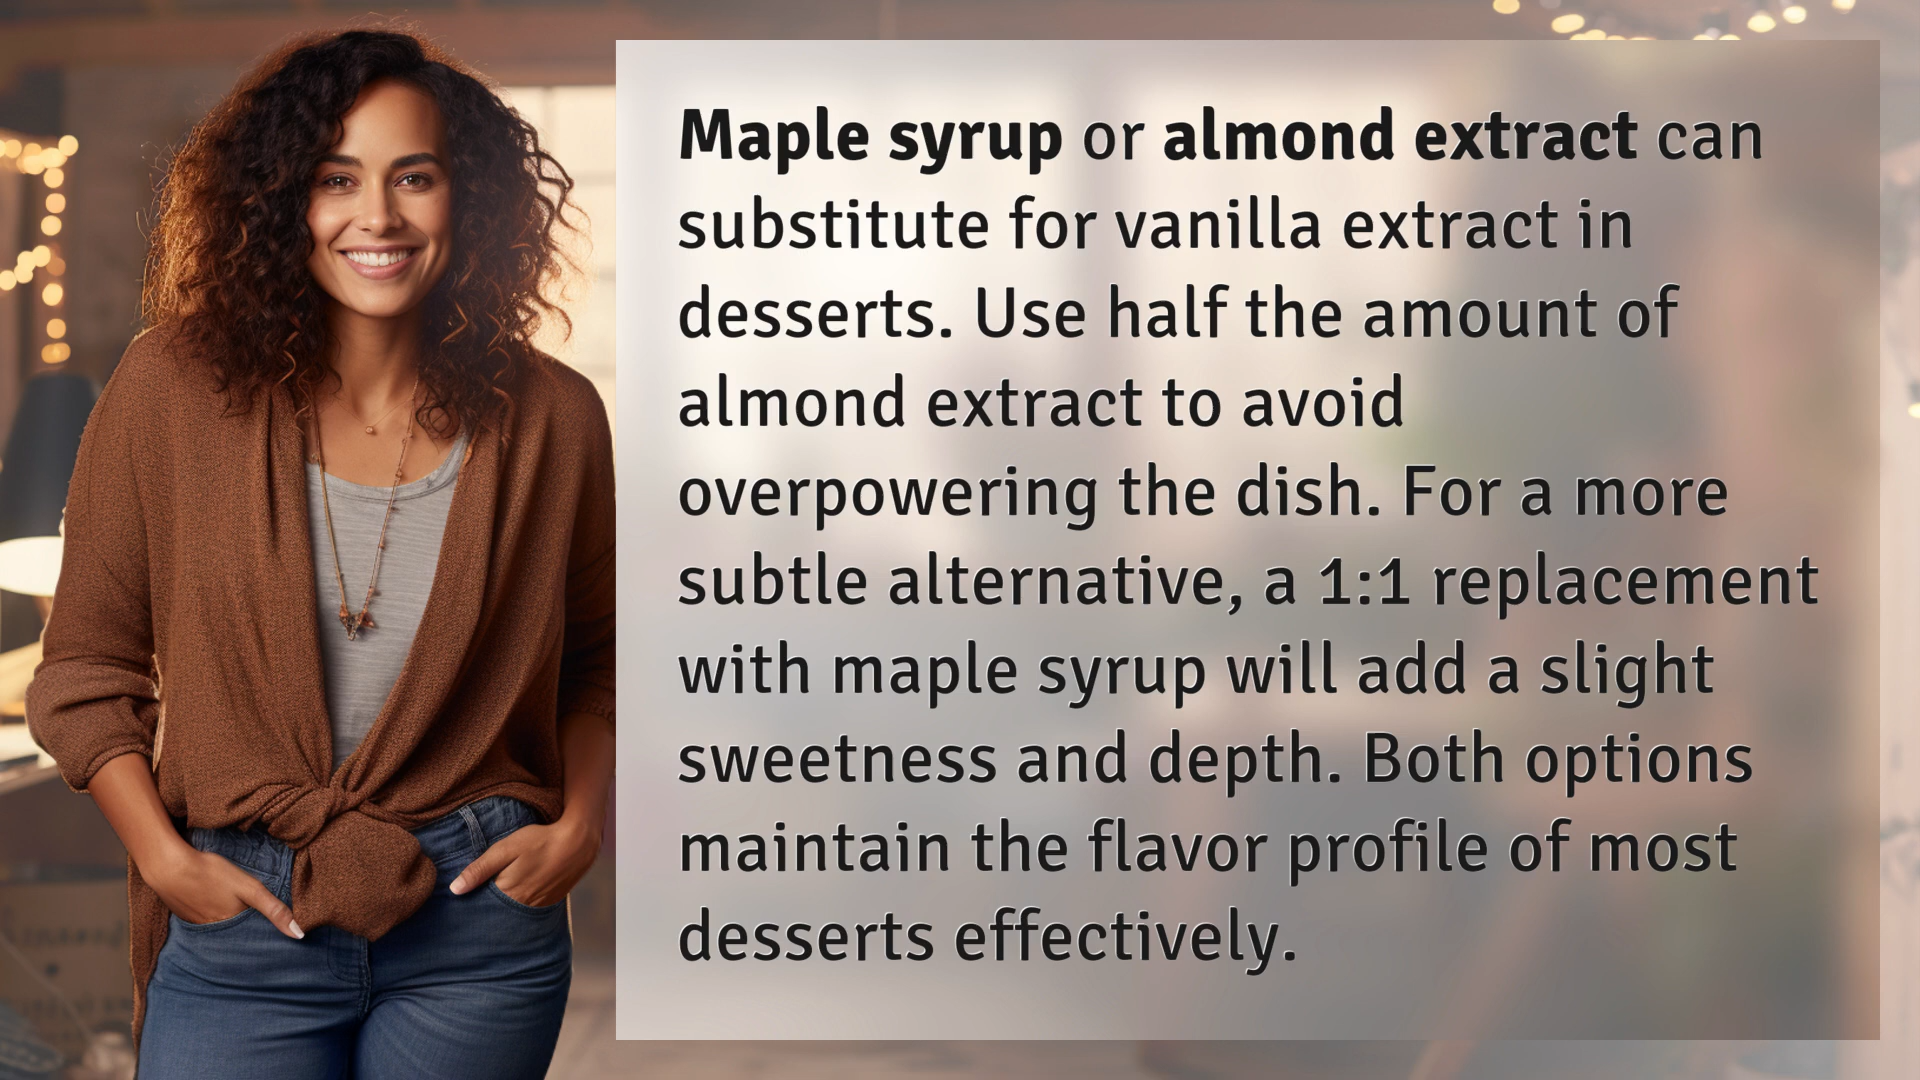 Maple syrup or almond extract can
substitute for vanilla extract in
desserts. Use half the amount of
almond extract to avoid
overpowering the dish. For a more
subtle alternative, a 1:1 replacement
with maple syrup will add a slight
sweetness and depth. Both options
maintain the flavor profile of most
desserts effectively.